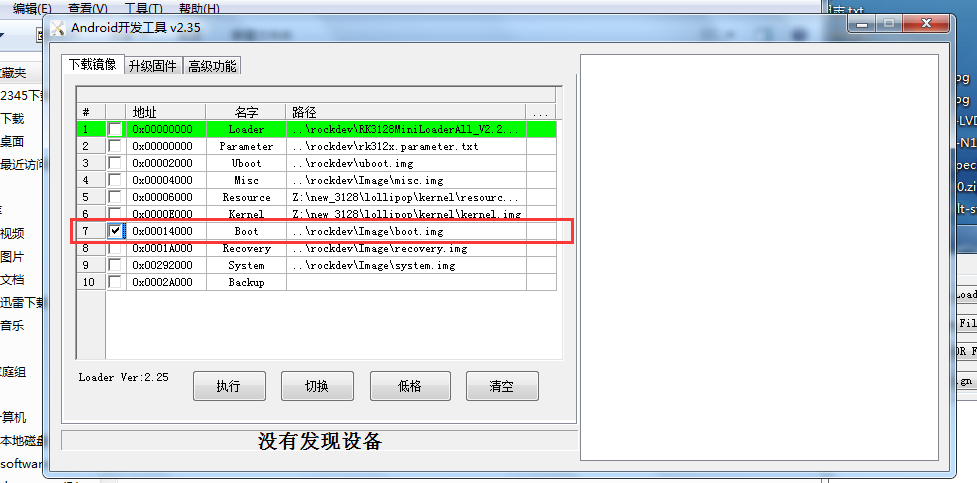 编辑(E) 查看(V) 工具(T) 帮助(H)
Android开发工具 v2.35
下载镜像 升级固件 高级功能
# 地址 名字 路径 ...
1 0x00000000 Loader ..\rockdev\RK3128MiniLoaderAll_V2.2...
2 0x00000000 Parameter ..\rockdev\rk312x.parameter.txt
3 0x00002000 Uboot ..\rockdev\uboot.img
4 0x00004000 Misc ..\rockdev\Image\misc.img
5 0x00006000 Resource Z:\new_3128\lollipop\kernel\resourc...
6 0x0000E000 Kernel Z:\new_3128\lollipop\kernel\kernel.img
7 0x00014000 Boot ..\rockdev\Image\boot.img
8 0x0001A000 Recovery ..\rockdev\Image\recovery.img
9 0x00292000 System ..\rockdev\Image\system.img
10 0x0002A000 Backup
Loader Ver:2.25
执行 切换 低格 清空
没有发现设备
藏夹
2345下载
下载
桌面
最近访问
视频
图片
文档
迅雷下载
音乐
家庭组
计算机
本地磁盘
software
.txt
pg
pg
-LVD
-N1
pec
0.zi
lt-s
Load
Fil
OR F
ign